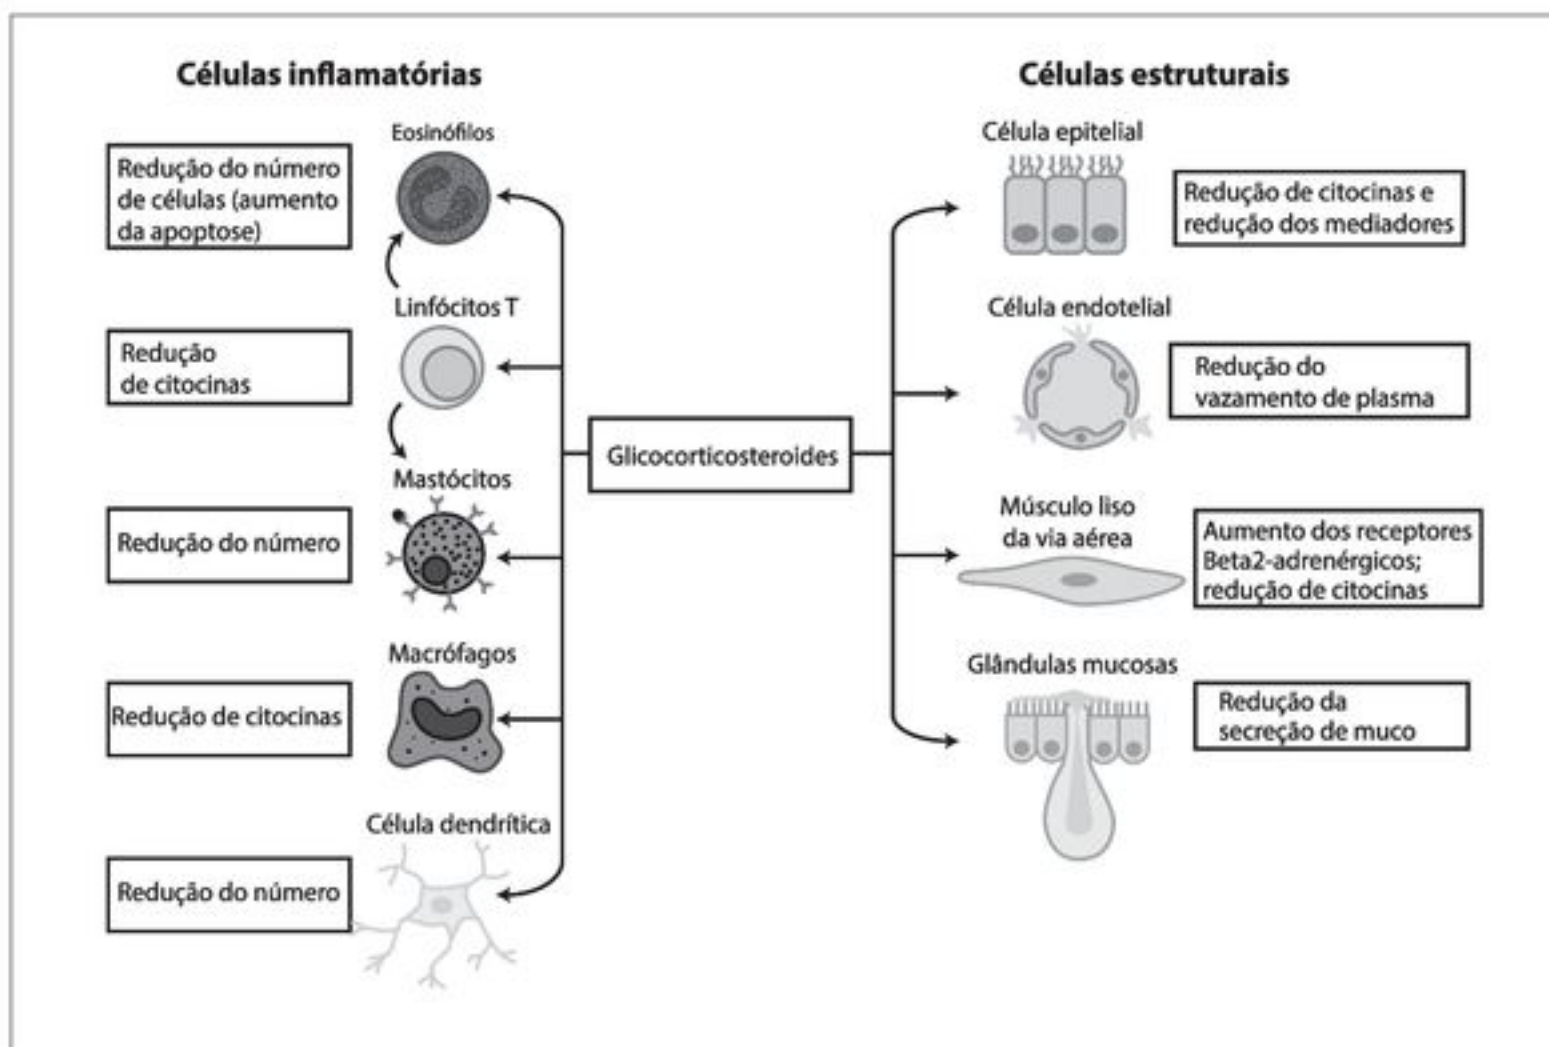 Células inflamatórias
Eosinófilos
Redução do número
de células (aumento
da apoptose)
Linfócitos T
Redução
de citocinas
Mastócitos
Redução do número
Macrófagos
Redução de citocinas
Célula dendrítica
Redução do número
Glicocorticosteroides
Células estruturais
Célula epitelial
Redução de citocinas e
redução dos mediadores
Célula endotelial
Redução do
vazamento de plasma
Músculo liso
da via aérea
Aumento dos receptores
Beta2-adrenérgicos;
redução de citocinas
Glândulas mucosas
Redução da
secreção de muco